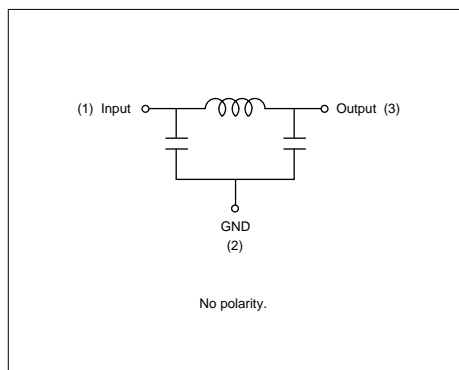 (1) Input
Output (3)
GND
(2)
No polarity.